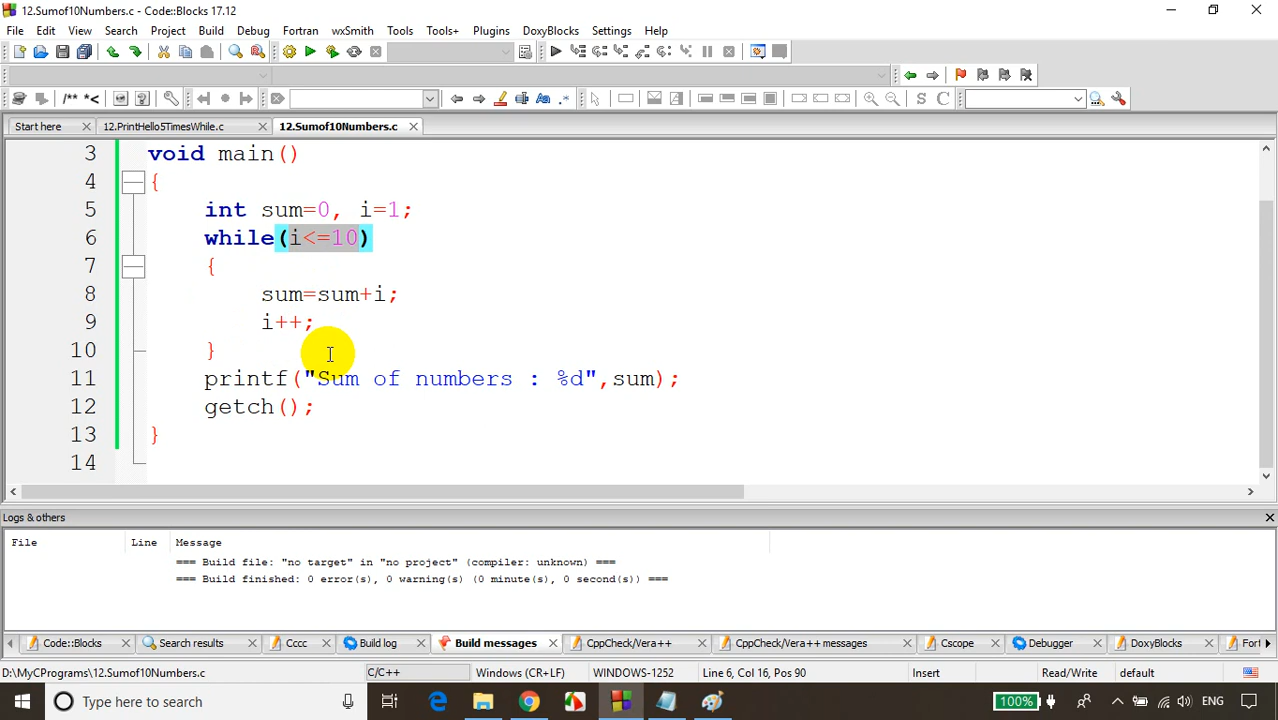 12.Sumof10Numbers.c - Code::Blocks 17.12
File Edit View Search Project Build Debug Fortran wxSmith Tools Tools+ Plugins DoxyBlocks Settings Help
/** *<
S C
Start here 12.PrintHello5TimesWhile.c 12.Sumof10Numbers.c
3 void main()
4 {
5 int sum=0, i=1;
6 while(i<=10)
7 {
8 sum=sum+i;
9 i++;
10 }
11 printf("Sum of numbers : %d",sum);
12 getch();
13 }
14
Logs & others
File Line Message
=== Build file: "no target" in "no project" (compiler: unknown) ===
=== Build finished: 0 error(s), 0 warning(s) (0 minute(s), 0 second(s)) ===
Code::Blocks Search results Cccc Build log Build messages CppCheck/Vera++ CppCheck/Vera++ messages Cscope Debugger DoxyBlocks Fort
D:\MyCPrograms\12.Sumof10Numbers.c C/C++ Windows (CR+LF) WINDOWS-1252 Line 6, Col 16, Pos 90 Insert Read/Write default
Type here to search 100% ENG